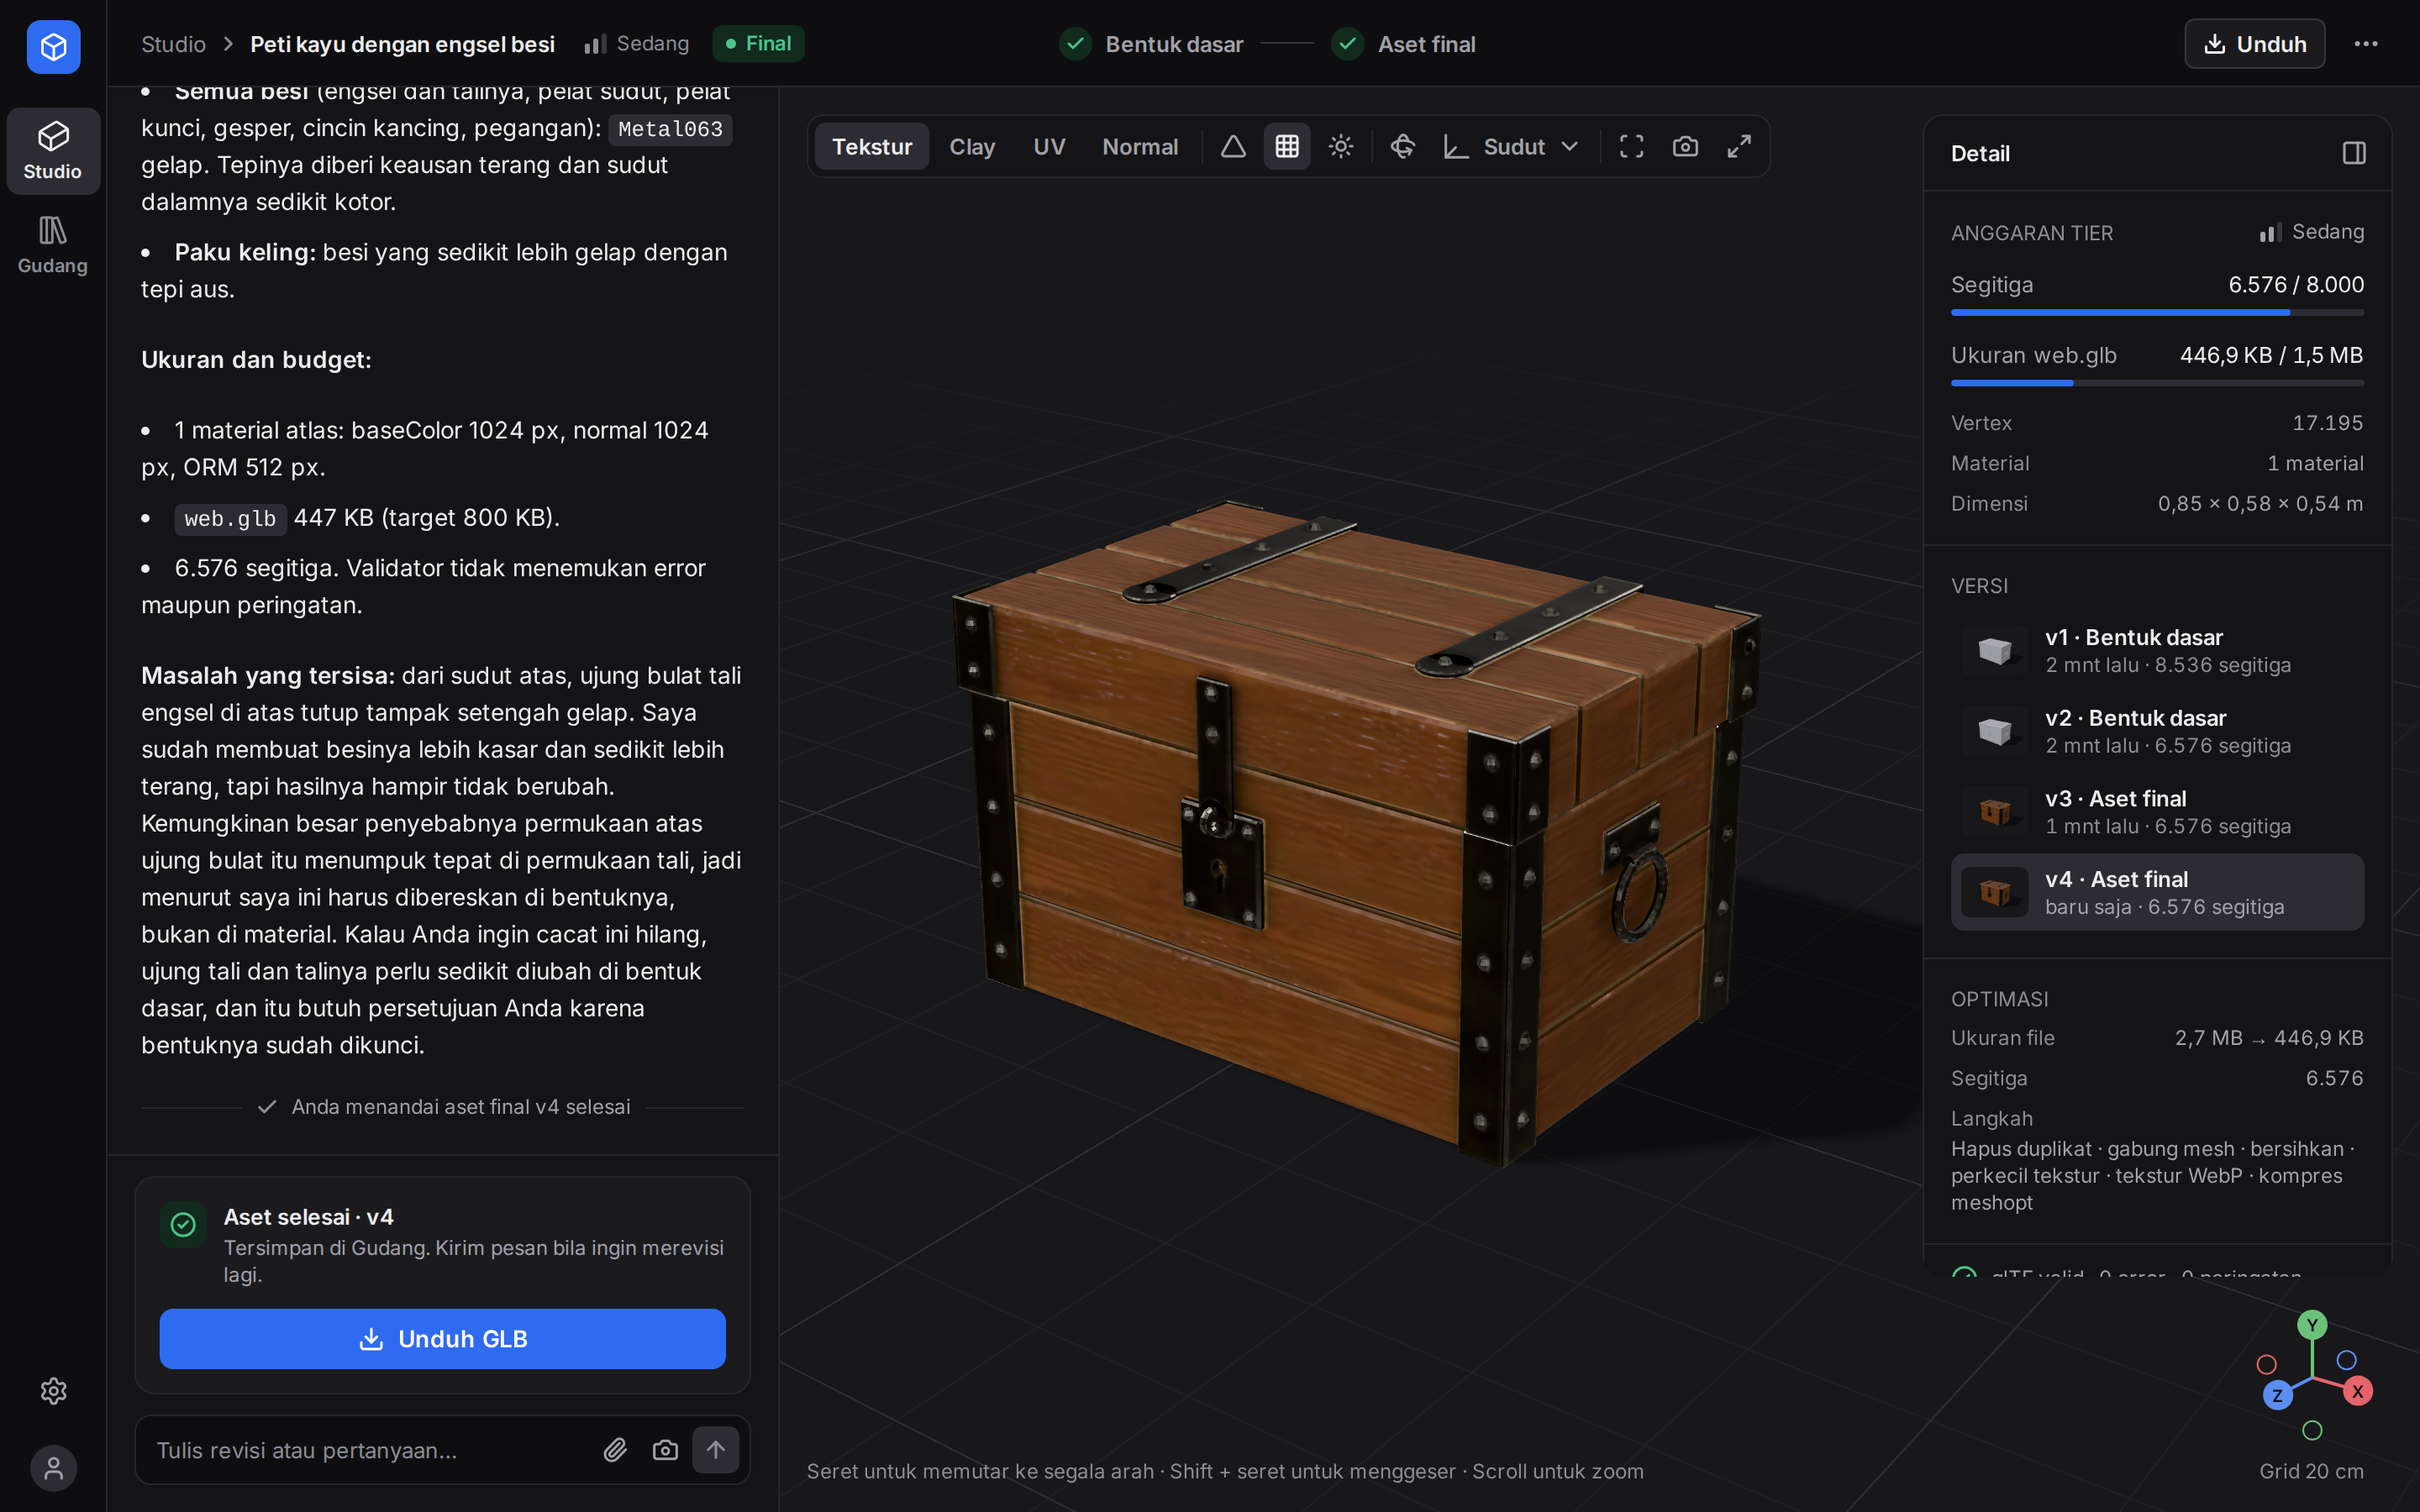 Studio
Gudang
Studio > Peti kayu dengan engsel besi
Sedang
Final
Bentuk dasar
Aset final
Unduh
Semua besi (engsel dan talinya, pelat sudut, pelat
kunci, gesper, cincin kancing, pegangan): Metal063
gelap. Tepinya diberi keausan terang dan sudut
dalamnya sedikit kotor.
Paku keling: besi yang sedikit lebih gelap dengan
tepi aus.
Ukuran dan budget:
1 material atlas: baseColor 1024 px, normal 1024
px, ORM 512 px.
web.glb 447 KB (target 800 KB).
6.576 segitiga. Validator tidak menemukan error
maupun peringatan.
Masalah yang tersisa: dari sudut atas, ujung bulat tali
engsel di atas tutup tampak setengah gelap. Saya
sudah membuat besinya lebih kasar dan sedikit lebih
terang, tapi hasilnya hampir tidak berubah.
Kemungkinan besar penyebabnya permukaan atas
ujung bulat itu menumpuk tepat di permukaan tali, jadi
menurut saya ini harus dibereskan di bentuknya,
bukan di material. Kalau Anda ingin cacat ini hilang,
ujung tali dan talinya perlu sedikit diubah di bentuk
dasar, dan itu butuh persetujuan Anda karena
bentuknya sudah dikunci.
Anda menandai aset final v4 selesai
Aset selesai · v4
Tersimpan di Gudang. Kirim pesan bila ingin merevisi
lagi.
Unduh GLB
Tulis revisi atau pertanyaan...
Tekstur
Clay
UV
Normal
Sudut
Seret untuk memutar ke segala arah · Shift + seret untuk menggeser · Scroll untuk zoom
Detail
ANGGARAN TIER
Sedang
Segitiga 6.576 / 8.000
Ukuran web.glb 446,9 KB / 1,5 MB
Vertex 17.195
Material 1 material
Dimensi 0,85 × 0,58 × 0,54 m
VERSI
v1 · Bentuk dasar
2 mnt lalu · 8.536 segitiga
v2 · Bentuk dasar
2 mnt lalu · 6.576 segitiga
v3 · Aset final
1 mnt lalu · 6.576 segitiga
v4 · Aset final
baru saja · 6.576 segitiga
OPTIMASI
Ukuran file 2,7 MB → 446,9 KB
Segitiga 6.576
Langkah
Hapus duplikat · gabung mesh · bersihkan ·
perkecil tekstur · tekstur WebP · kompres
meshopt
glTF valid · 0 error · 0 peringatan
Y
Z
X
Grid 20 cm